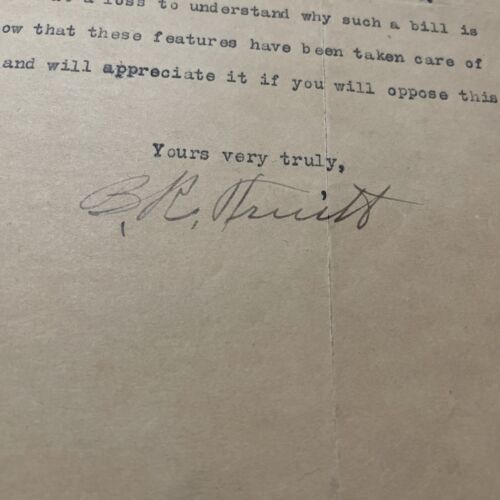 a loss to understand why such a bill is
ow that these features have been taken care of
and will appreciate it if you will oppose this
Yours very truly,
B. R. Truitt